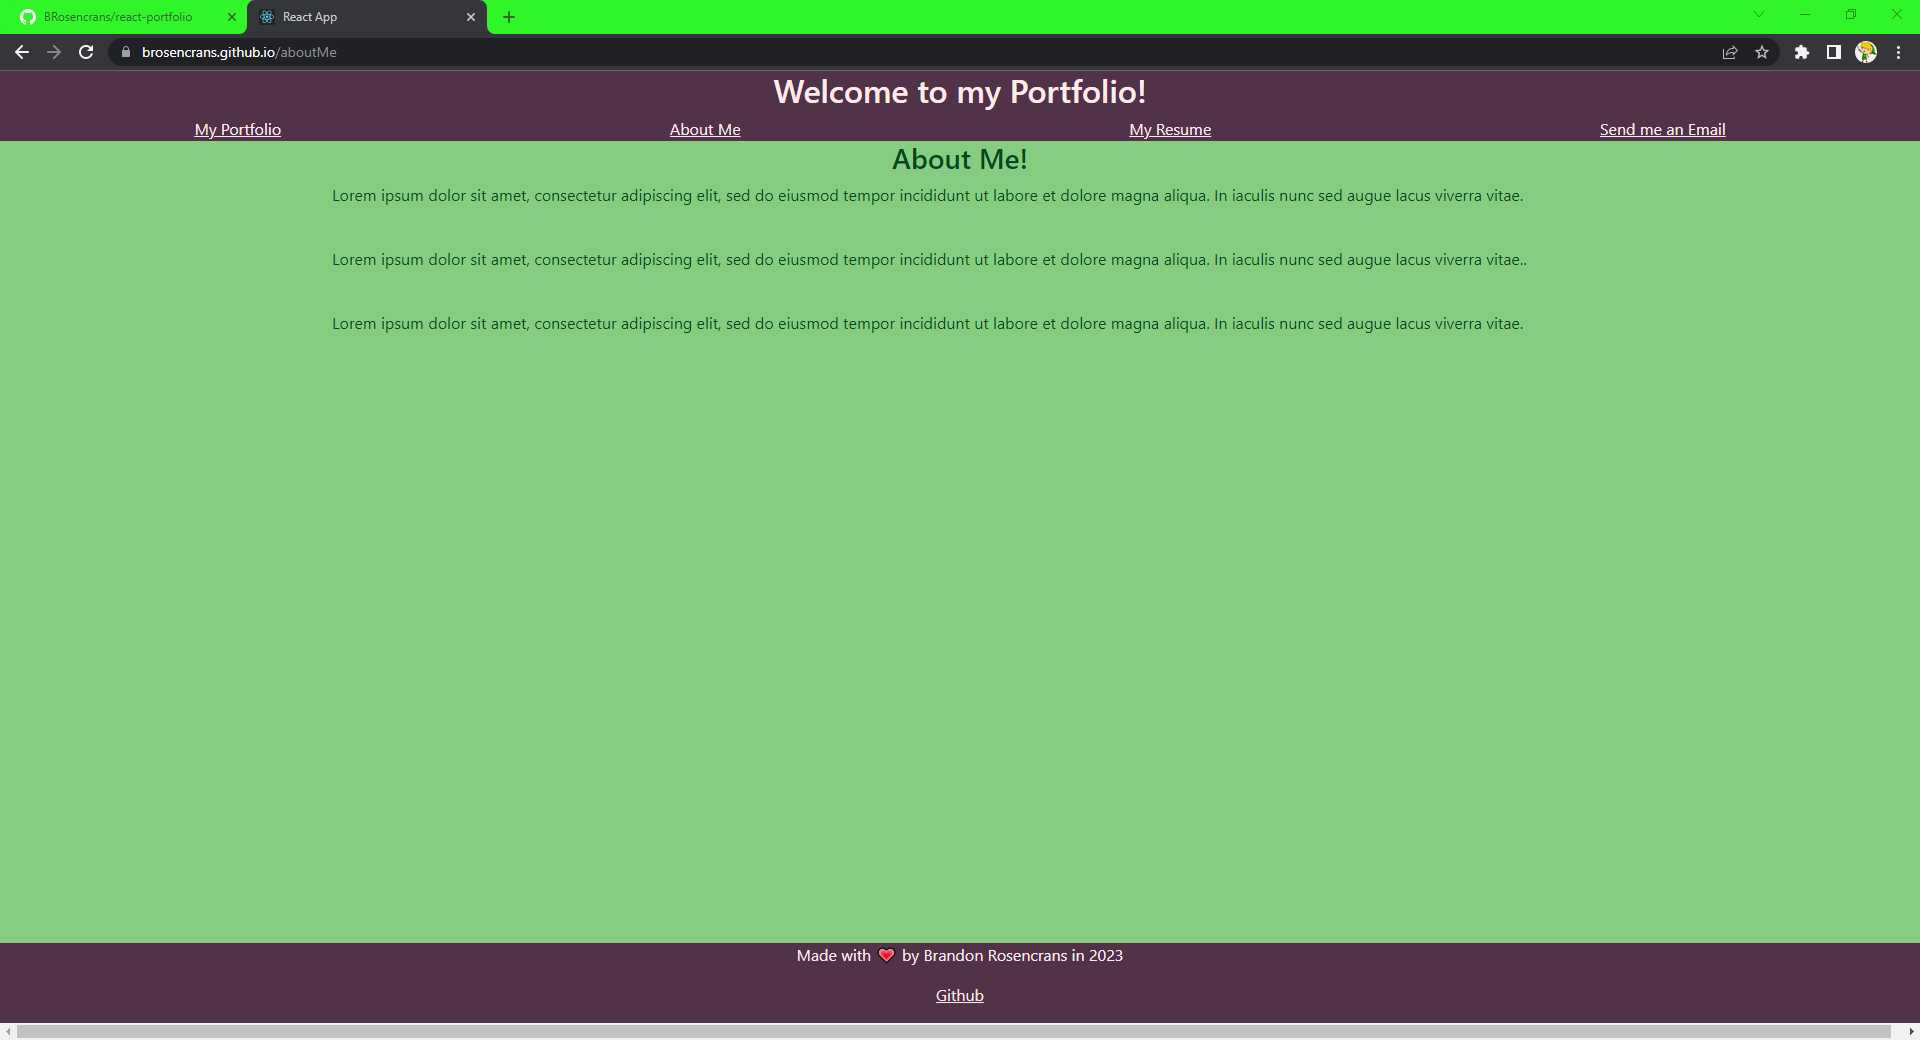 BRosencrans/react-portfolio
React App
brosencrans.github.io/aboutMe
Welcome to my Portfolio!
My Portfolio
About Me
My Resume
Send me an Email
About Me!
Lorem ipsum dolor sit amet, consectetur adipiscing elit, sed do eiusmod tempor incididunt ut labore et dolore magna aliqua. In iaculis nunc sed augue lacus viverra vitae.
Lorem ipsum dolor sit amet, consectetur adipiscing elit, sed do eiusmod tempor incididunt ut labore et dolore magna aliqua. In iaculis nunc sed augue lacus viverra vitae..
Lorem ipsum dolor sit amet, consectetur adipiscing elit, sed do eiusmod tempor incididunt ut labore et dolore magna aliqua. In iaculis nunc sed augue lacus viverra vitae.
Made with ❤️ by Brandon Rosencrans in 2023
Github